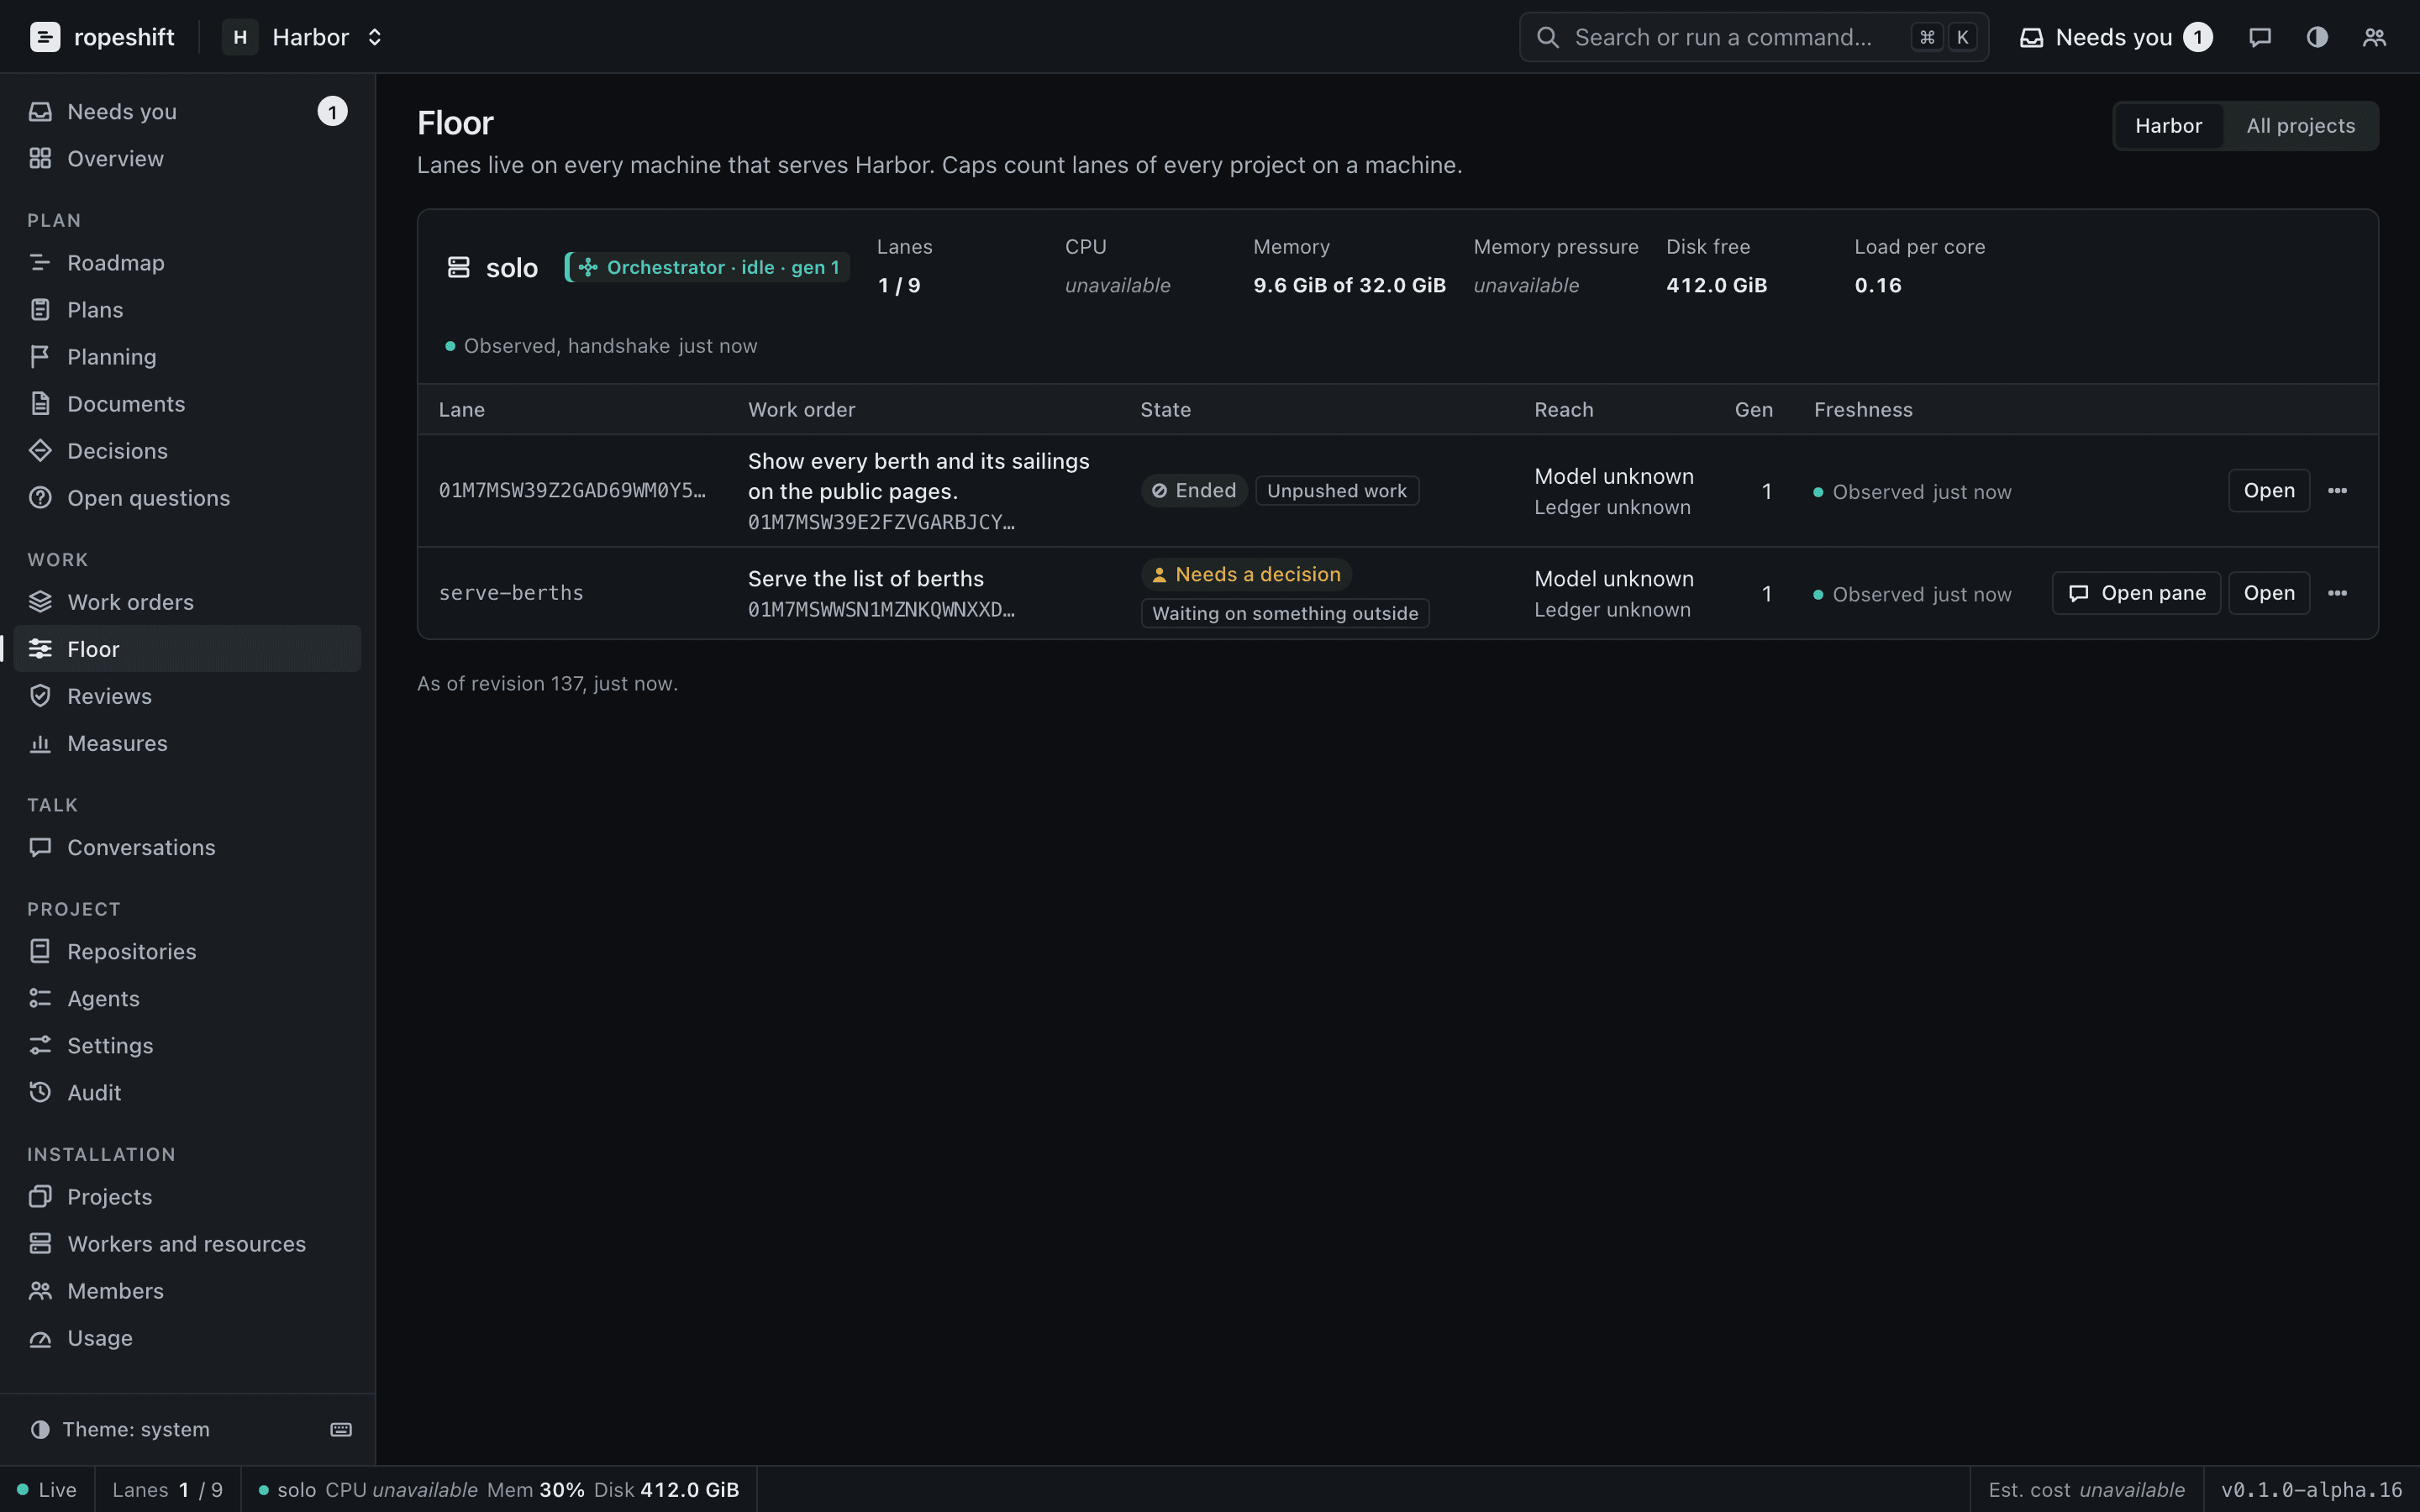 ropeshift
H Harbor
Search or run a command... ⌘ K
Needs you 1
Needs you 1
Overview
PLAN
Roadmap
Plans
Planning
Documents
Decisions
Open questions
WORK
Work orders
Floor
Reviews
Measures
TALK
Conversations
PROJECT
Repositories
Agents
Settings
Audit
INSTALLATION
Projects
Workers and resources
Members
Usage
Theme: system
Floor
Lanes live on every machine that serves Harbor. Caps count lanes of every project on a machine.
Harbor All projects
solo Orchestrator · idle · gen 1
Lanes CPU Memory Memory pressure Disk free Load per core
1 / 9 unavailable 9.6 GiB of 32.0 GiB unavailable 412.0 GiB 0.16
Observed, handshake just now
Lane Work order State Reach Gen Freshness
Show every berth and its sailings
on the public pages.
01M7MSW39E2FZVGARBJCY…
01M7MSW39Z2GAD69WM0Y5…
Ended Unpushed work
Model unknown
Ledger unknown
1 Observed just now Open
serve-berths
Serve the list of berths
01M7MSWWSN1MZNKQWNXXD…
Needs a decision
Waiting on something outside
Model unknown
Ledger unknown
1 Observed just now Open pane Open
As of revision 137, just now.
Live Lanes 1 / 9 solo CPU unavailable Mem 30% Disk 412.0 GiB
Est. cost unavailable v0.1.0-alpha.16